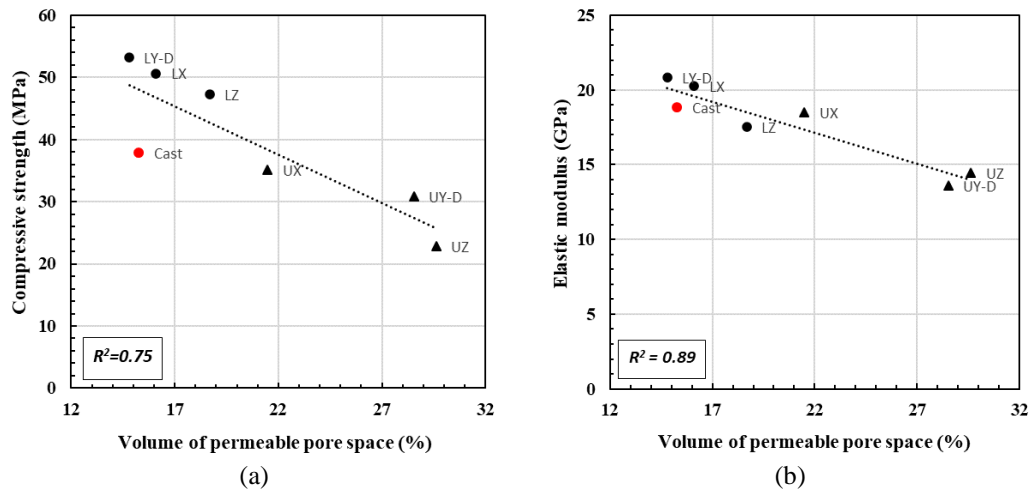 60
50
40
30
20
10
0
Compressive strength (MPa)
LY-D
LX
LZ
Cast
UX
UY-D
UZ
R²=0.75
12 17 22 27 32
Volume of permeable pore space (%)
(a)
25
20
15
10
5
0
Elastic modulus (GPa)
LY-D
LX
Cast
UX
LZ
UZ
UY-D
R² = 0.89
12 17 22 27 32
Volume of permeable pore space (%)
(b)